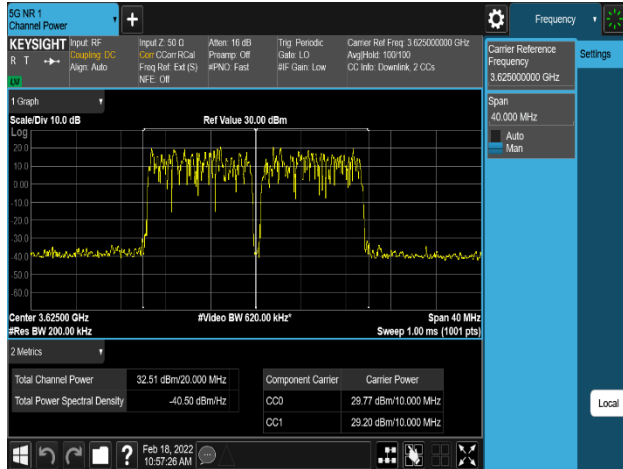 5G NR 1
Channel Power
Frequency
KEYSIGHT
R T
LXI
Input: RF
Coupling: DC
Align: Auto
Input Z: 50 Ω
Corr CCorr RCal
Freq Ref: Ext (S)
NFE: Off
Atten: 16 dB
Preamp: Off
#PNO: Fast
Trig: Periodic
Gate: LO
#IF Gain: Low
Carrier Ref Freq: 3.625000000 GHz
Avg|Hold: 100/100
CC Info: Downlink, 2 CCs
Carrier Reference
Frequency
3.625000000 GHz
Settings
Span
40.000 MHz
Auto
Man
1 Graph
Scale/Div 10.0 dB
Ref Value 30.00 dBm
Log
20.0
10.0
0.00
-10.0
-20.0
-30.0
-40.0
-50.0
-60.0
Center 3.62500 GHz
#Video BW 620.00 kHz*
Span 40 MHz
#Res BW 200.00 kHz
Sweep 1.00 ms (1001 pts)
2 Metrics
Total Channel Power
32.51 dBm/20.000 MHz
Total Power Spectral Density
-40.50 dBm/Hz
Component Carrier
Carrier Power
CC0
29.77 dBm/10.000 MHz
CC1
29.20 dBm/10.000 MHz
Local
?
Feb 18, 2022
10:57:26 AM